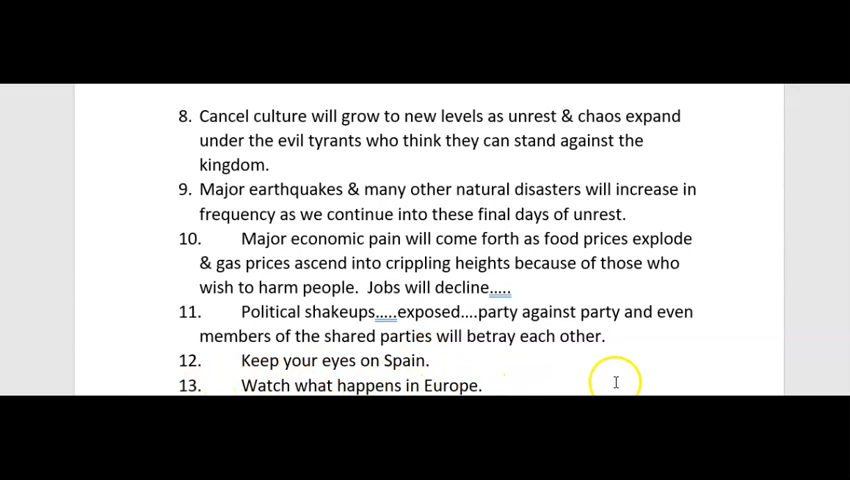 8. Cancel culture will grow to new levels as unrest & chaos expand
under the evil tyrants who think they can stand against the
kingdom.
9. Major earthquakes & many other natural disasters will increase in
frequency as we continue into these final days of unrest.
10. Major economic pain will come forth as food prices explode
& gas prices ascend into crippling heights because of those who
wish to harm people. Jobs will decline.....
11. Political shakeups.....exposed....party against party and even
members of the shared parties will betray each other.
12. Keep your eyes on Spain.
13. Watch what happens in Europe.